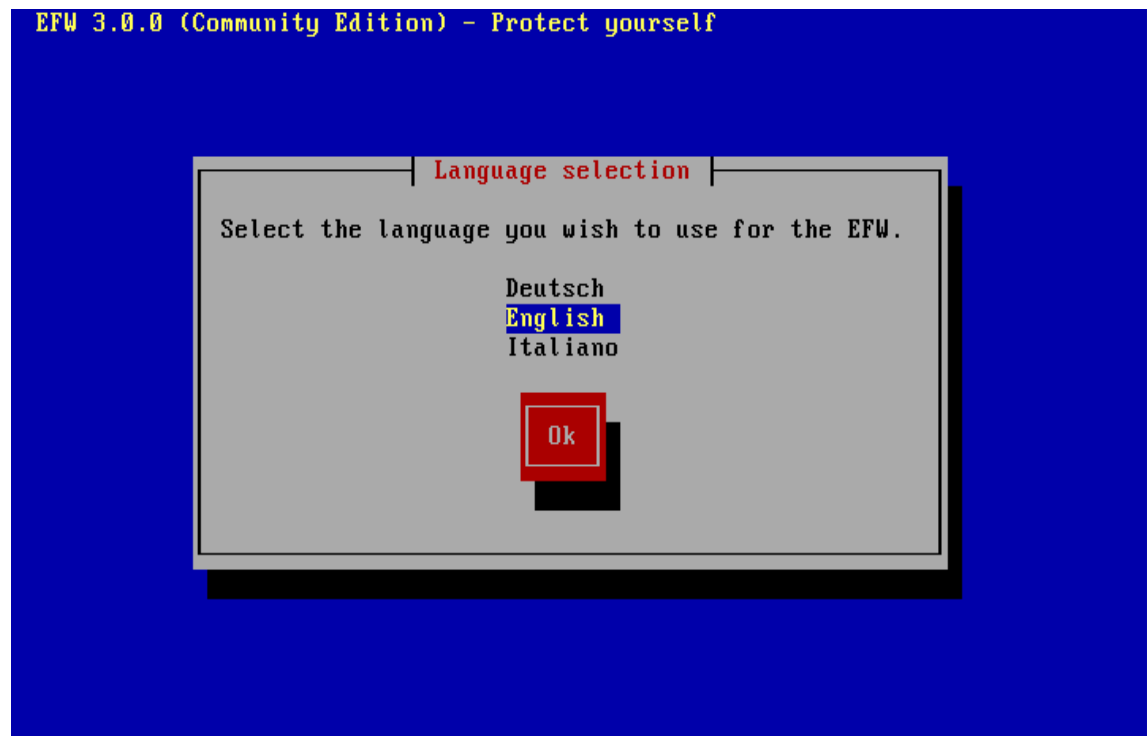 EFW 3.0.0 (Community Edition) - Protect yourself
Language selection
Select the language you wish to use for the EFW.
Deutsch
English
Italiano
Ok